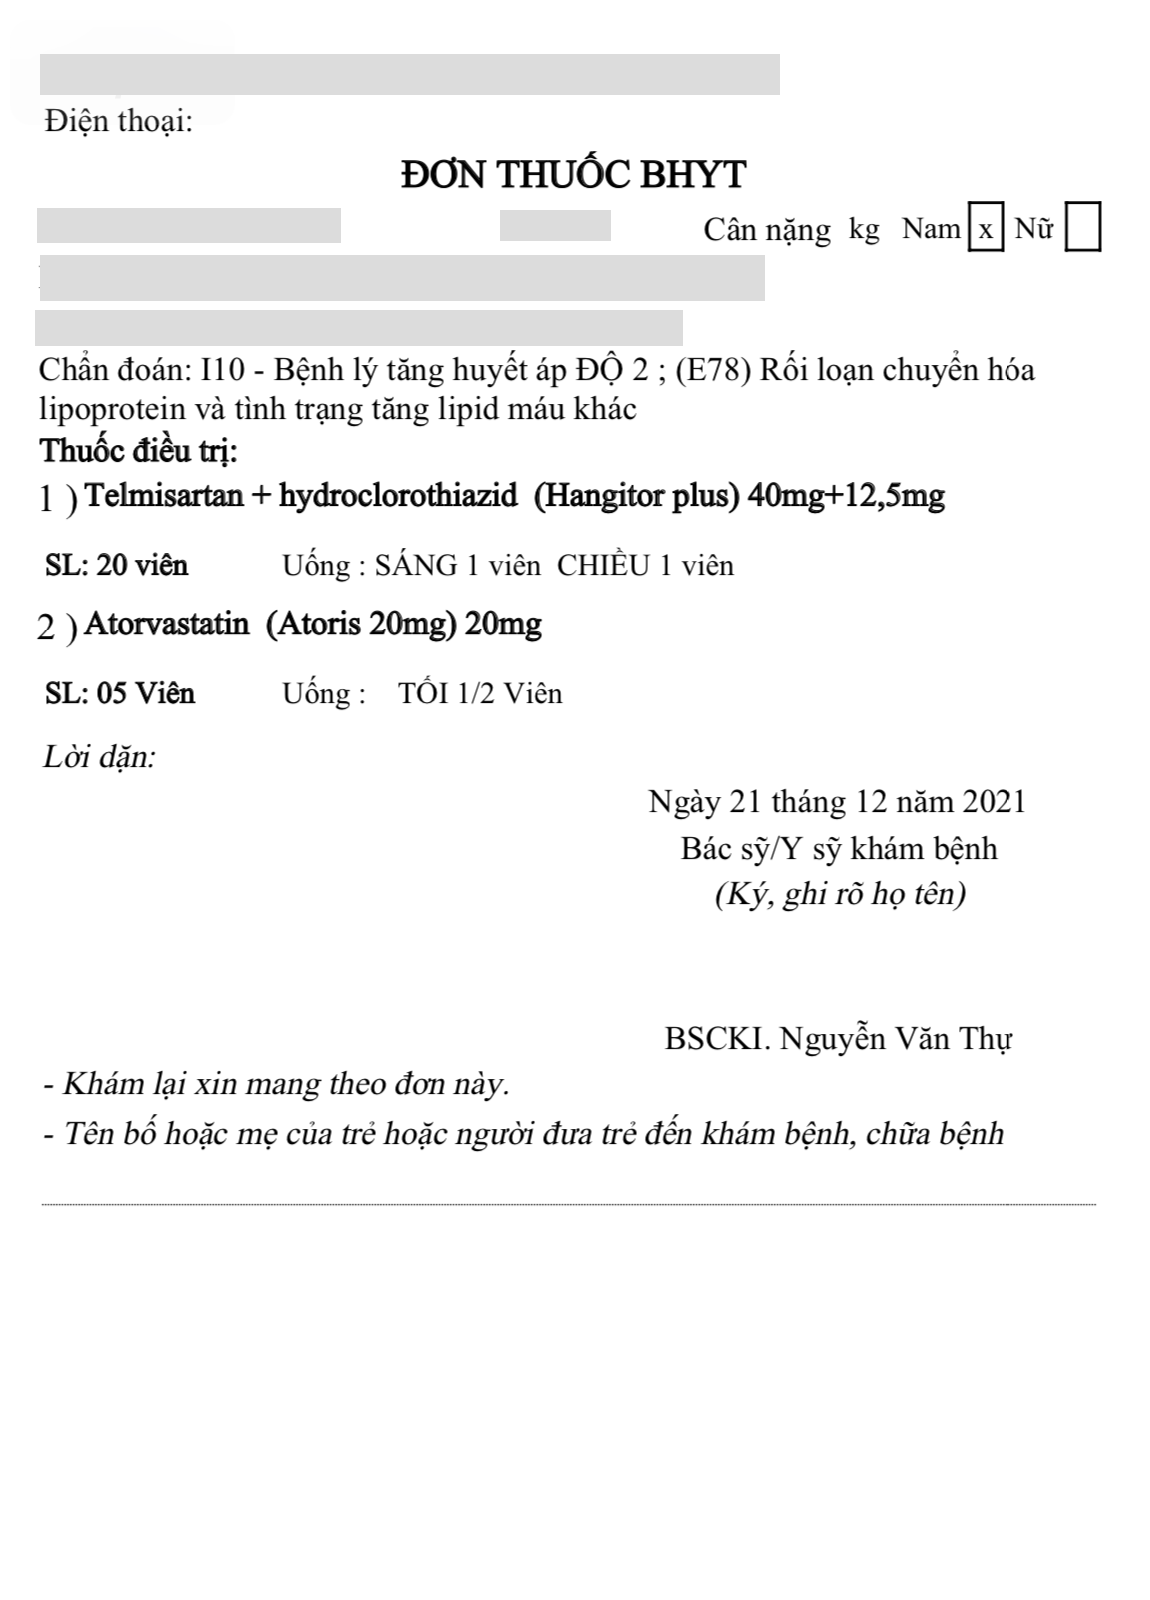 Điện thoại:
ĐƠN THUỐC BHYT
Cân nặng kg Nam x Nữ
Chẩn đoán: I10 - Bệnh lý tăng huyết áp ĐỘ 2 ; (E78) Rối loạn chuyển hóa
lipoprotein và tình trạng tăng lipid máu khác
Thuốc điều trị:
1 ) Telmisartan + hydroclorothiazid (Hangitor plus) 40mg+12,5mg
SL: 20 viên Uống : SÁNG 1 viên CHIỀU 1 viên
2 ) Atorvastatin (Atoris 20mg) 20mg
SL: 05 Viên Uống : TỐI 1/2 Viên
Lời dặn:
Ngày 21 tháng 12 năm 2021
Bác sỹ/Y sỹ khám bệnh
(Ký, ghi rõ họ tên)
BSCKI. Nguyễn Văn Thự
- Khám lại xin mang theo đơn này.
- Tên bố hoặc mẹ của trẻ hoặc người đưa trẻ đến khám bệnh, chữa bệnh